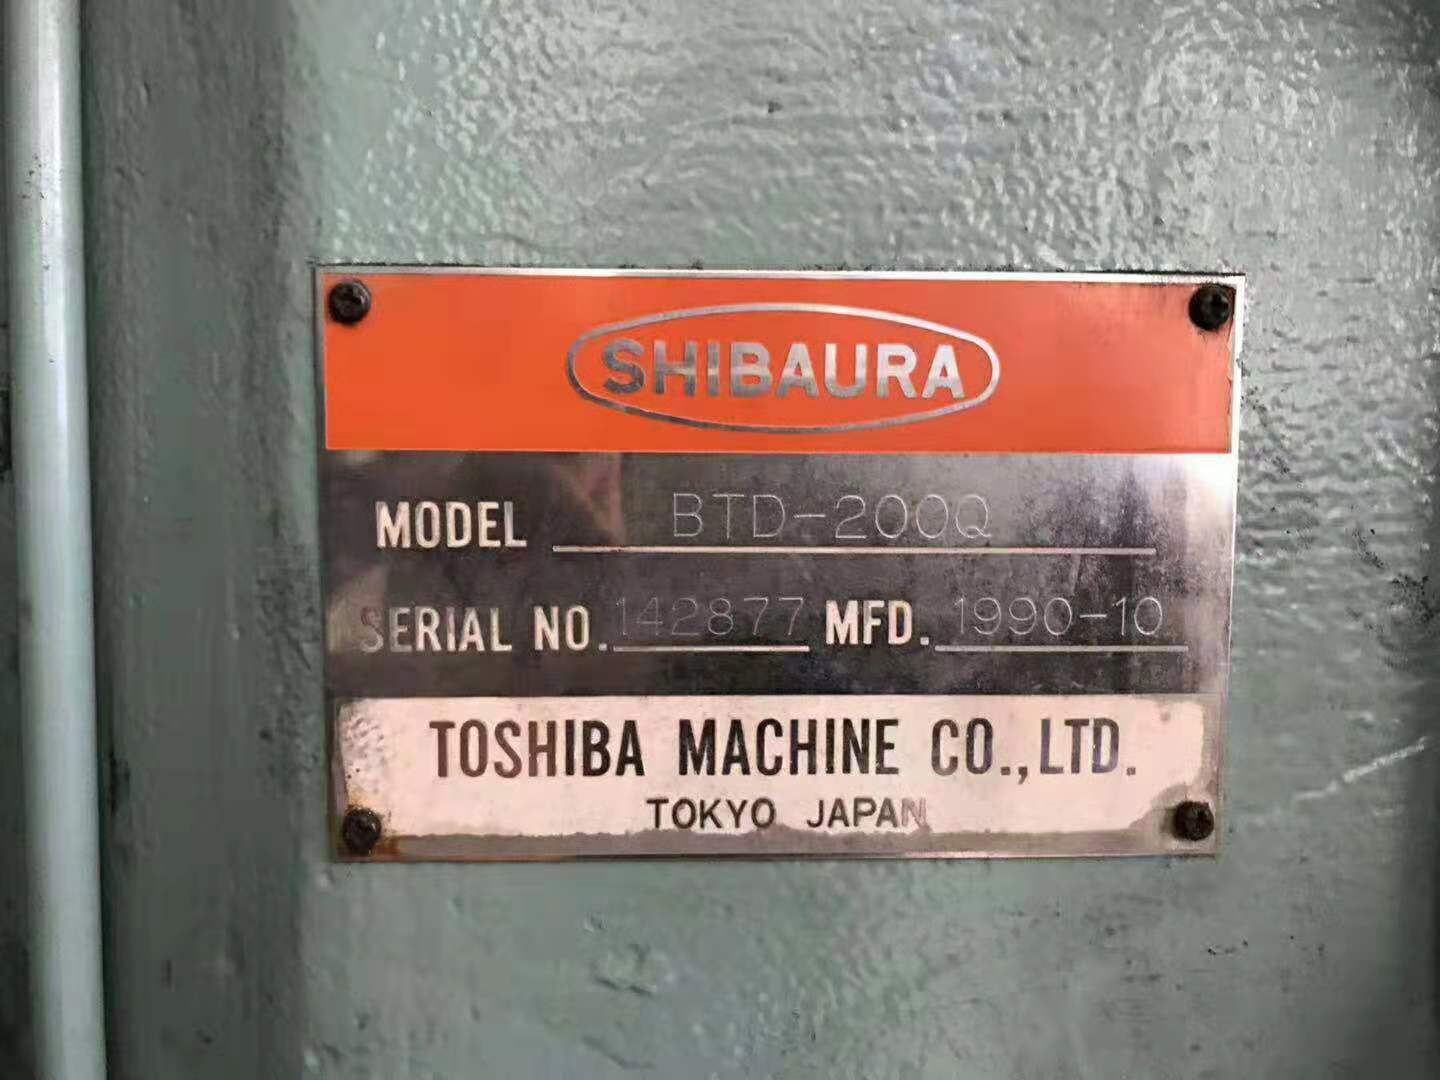 SHIBAURA
MODEL BTD-200Q
SERIAL NO. 142877 MFD. 1990-10
TOSHIBA MACHINE CO., LTD.
TOKYO JAPAN